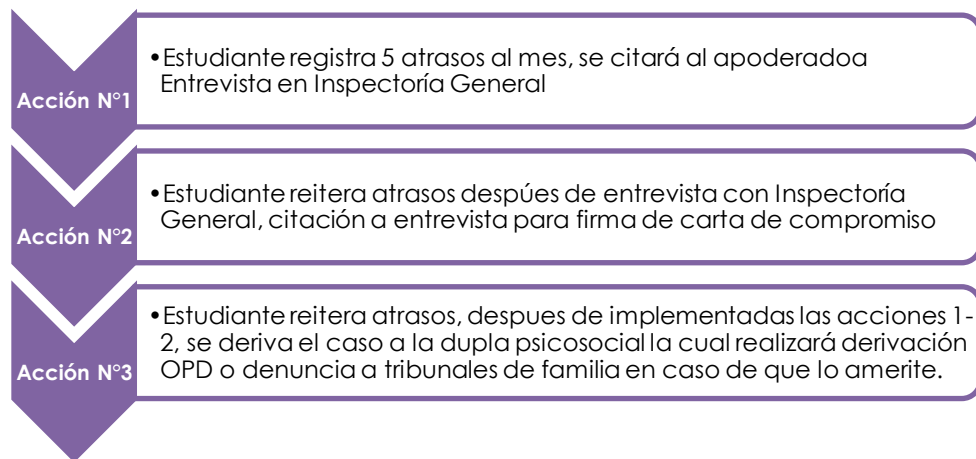 Acción N°1
•Estudiante registra 5 atrasos al mes, se citará al apoderadoa
Entrevista en Inspectoría General
Acción N°2
•Estudiante reitera atrasos despúes de entrevista con Inspectoría
General, citación a entrevista para firma de carta de compromiso
Acción N°3
•Estudiante reitera atrasos, despues de implementadas las acciones 1-
2, se deriva el caso a la dupla psicosocial la cual realizará derivación
OPD o denuncia a tribunales de familia en caso de que lo amerite.